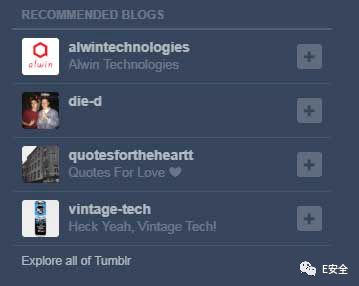 RECOMMENDED BLOGS
alwintechnologies
Alwin Technologies
alwin
die-d
quotesfortheheartt
Quotes For Love ♥
vintage-tech
Heck Yeah, Vintage Tech!
Explore all of Tumblr
E安全